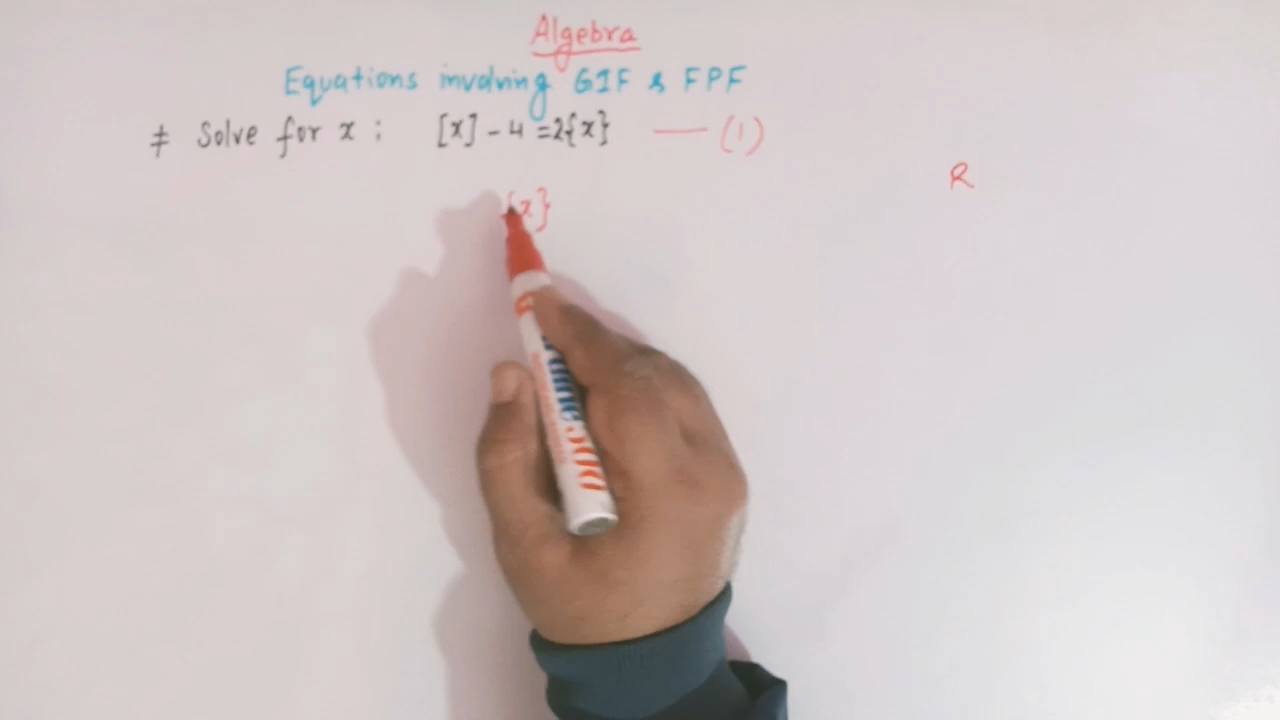 Algebra
Equations involving GIF & FPF
≠ Solve for x : [x] - 4 = 2{x} —— (1)
R
{x}